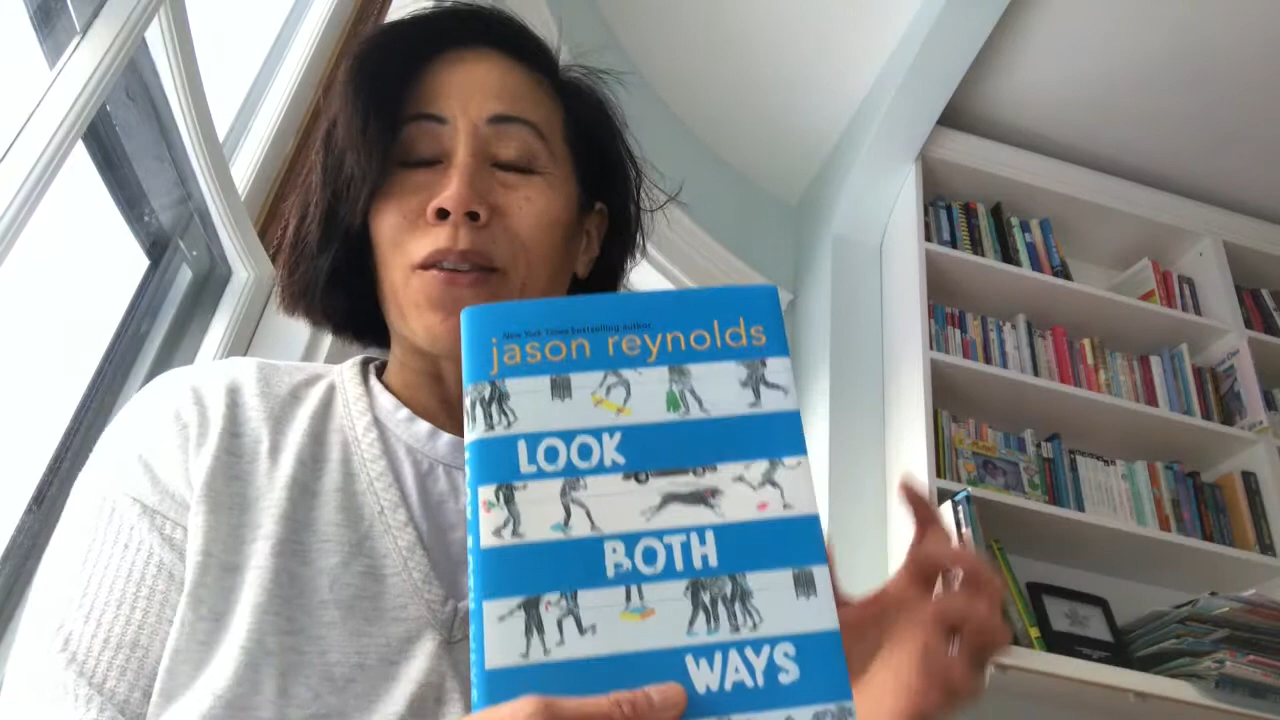 New York Times bestselling author
jason reynolds
LOOK
BOTH
WAYS